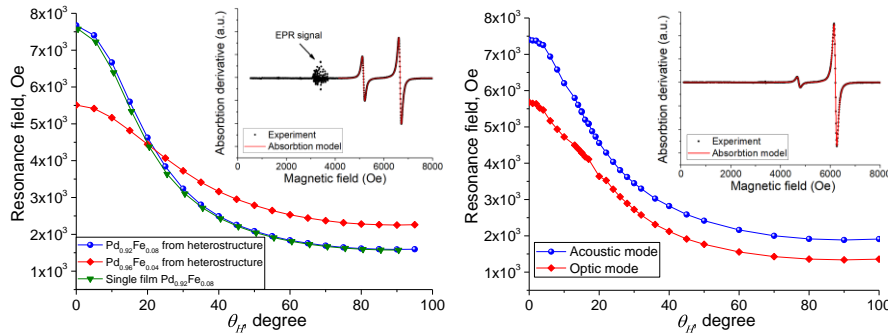 8x10³
7x10³
6x10³
5x10³
4x10³
3x10³
2x10³
1x10³
Resonance field, Oe
0 20 40 60 80 100
θH, degree
Pd0.92Fe0.08 from heterostructure
Pd0.96Fe0.04 from heterostructure
Single film Pd0.92Fe0.08
Absorbtion derivative (a.u.)
EPR signal
Experiment
Absorbtion model
0 2000 4000 6000 8000
Magnetic field (Oe)
8x10³
7x10³
6x10³
5x10³
4x10³
3x10³
2x10³
1x10³
Resonance field, Oe
0 20 40 60 80 100
θH, degree
Acoustic mode
Optic mode
Absorbtion derivative (a.u.)
Experiment
Absorbtion model
0 2000 4000 6000 8000
Magnetic field (Oe)